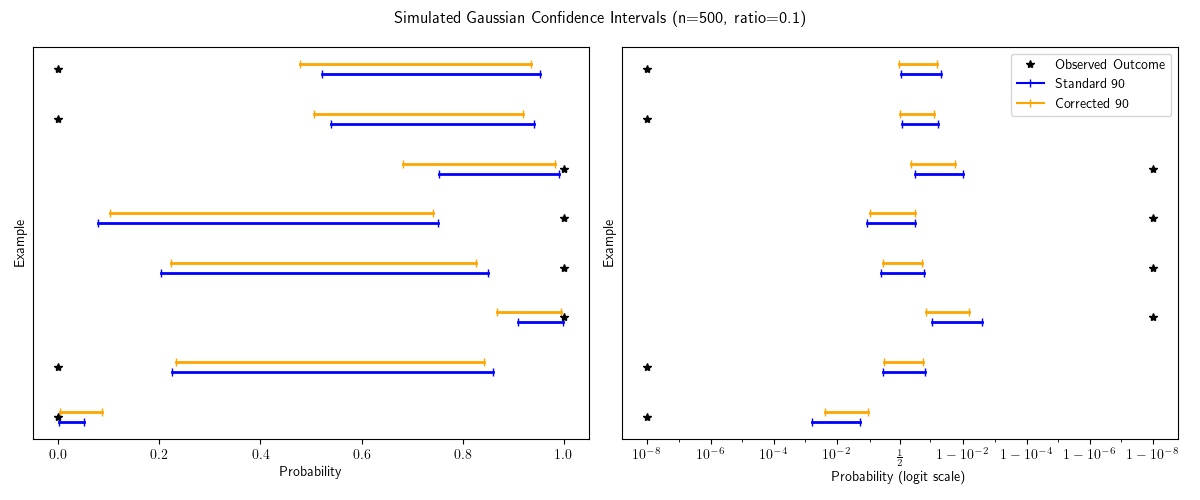 Simulated Gaussian Confidence Intervals (n=500, ratio=0.1)
Example
0.0 0.2 0.4 0.6 0.8 1.0
Probability
Example
Observed Outcome
Standard 90
Corrected 90
10⁻⁸ 10⁻⁶ 10⁻⁴ 10⁻² 1/2 1 − 10⁻² 1 − 10⁻⁴ 1 − 10⁻⁶ 1 − 10⁻⁸
Probability (logit scale)